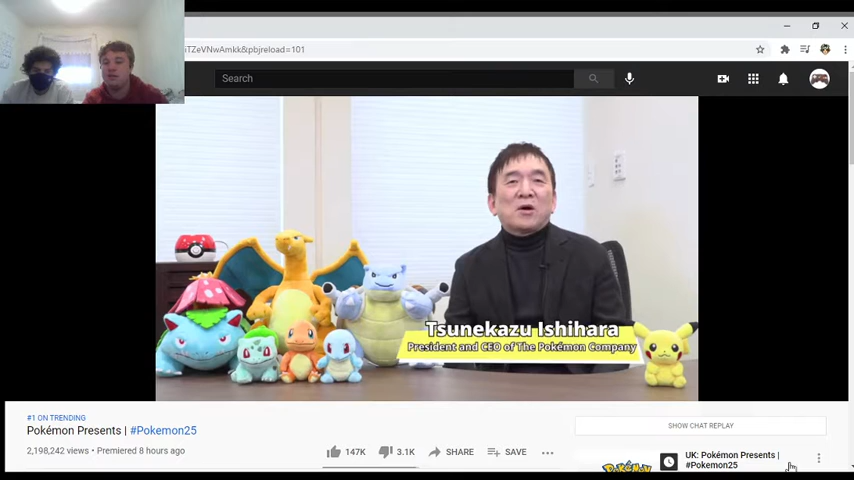 iTZeVNwAmkk&pbjreload=101
Search
Tsunekazu Ishihara
President and CEO of The Pokémon Company
#1 ON TRENDING
Pokémon Presents | #Pokemon25
2,198,242 views • Premiered 8 hours ago
147K
3.1K
SHARE
SAVE
SHOW CHAT REPLAY
POKéMON
UK: Pokémon Presents |
#Pokemon25